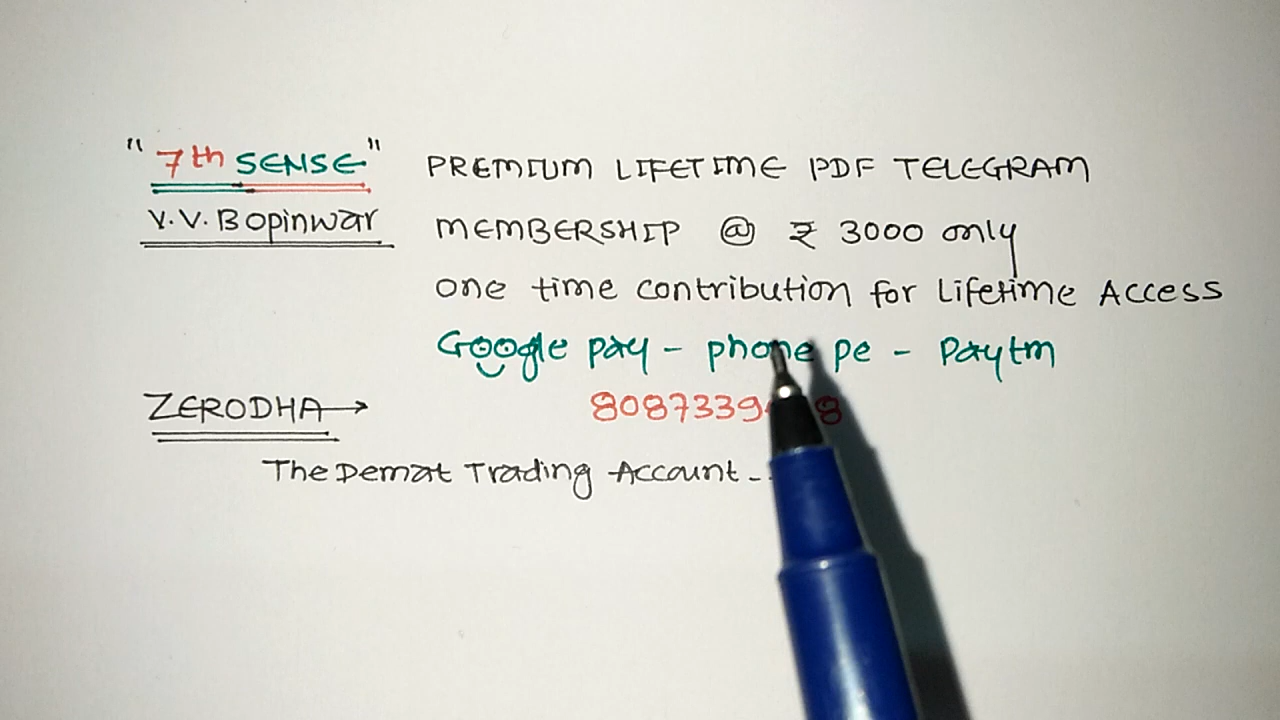 "7th SENSE" PREMIUM LIFETIME PDF TELEGRAM
V.V. Bopinwar MEMBERSHIP @ ₹ 3000 only
one time contribution for Lifetime Access
Google pay - phone pe - Paytm
ZERODHA→
The Demat Trading Account - .